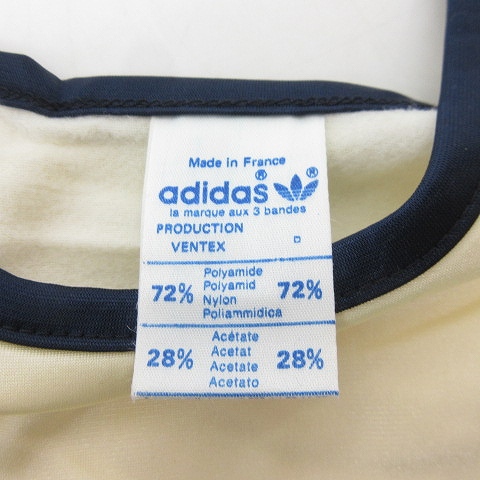 Made in France
adidas® ®
la marque aux 3 bandes
PRODUCTION
VENTEX D
72% Polyamide 72%
Polyamid
Nylon
Poliammidica
28% Acétate 28%
Acetat
Acetate
Acetato